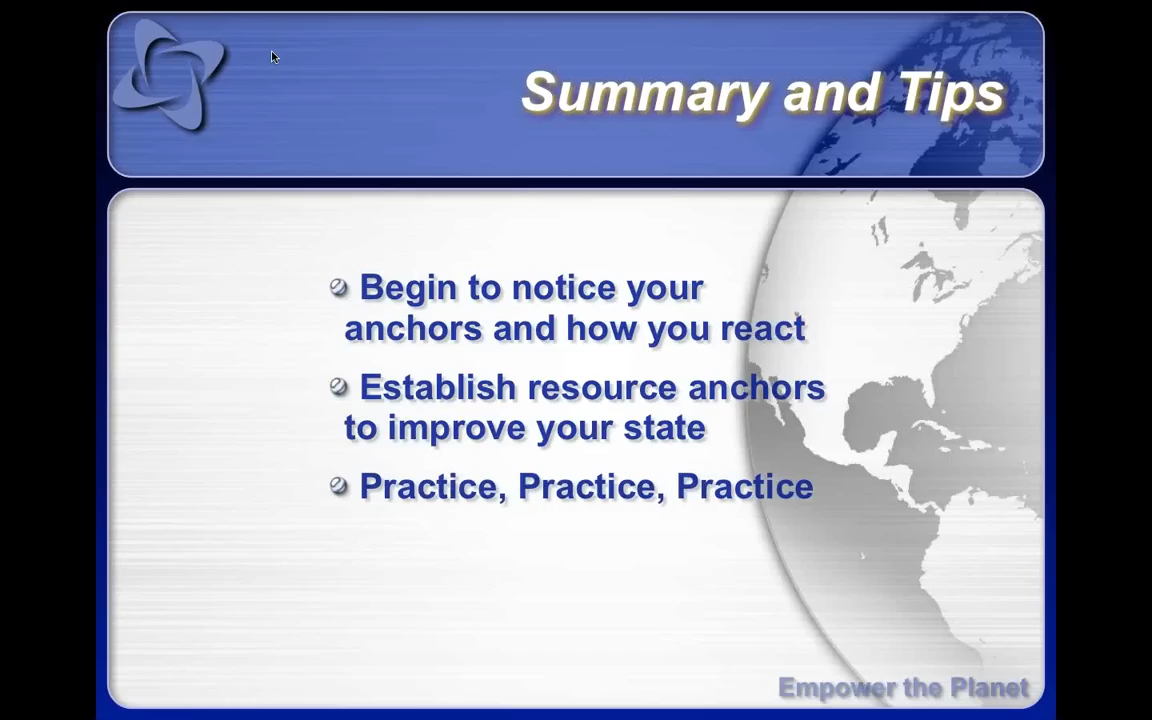 Summary and Tips
Begin to notice your
anchors and how you react
Establish resource anchors
to improve your state
Practice, Practice, Practice
Empower the Planet